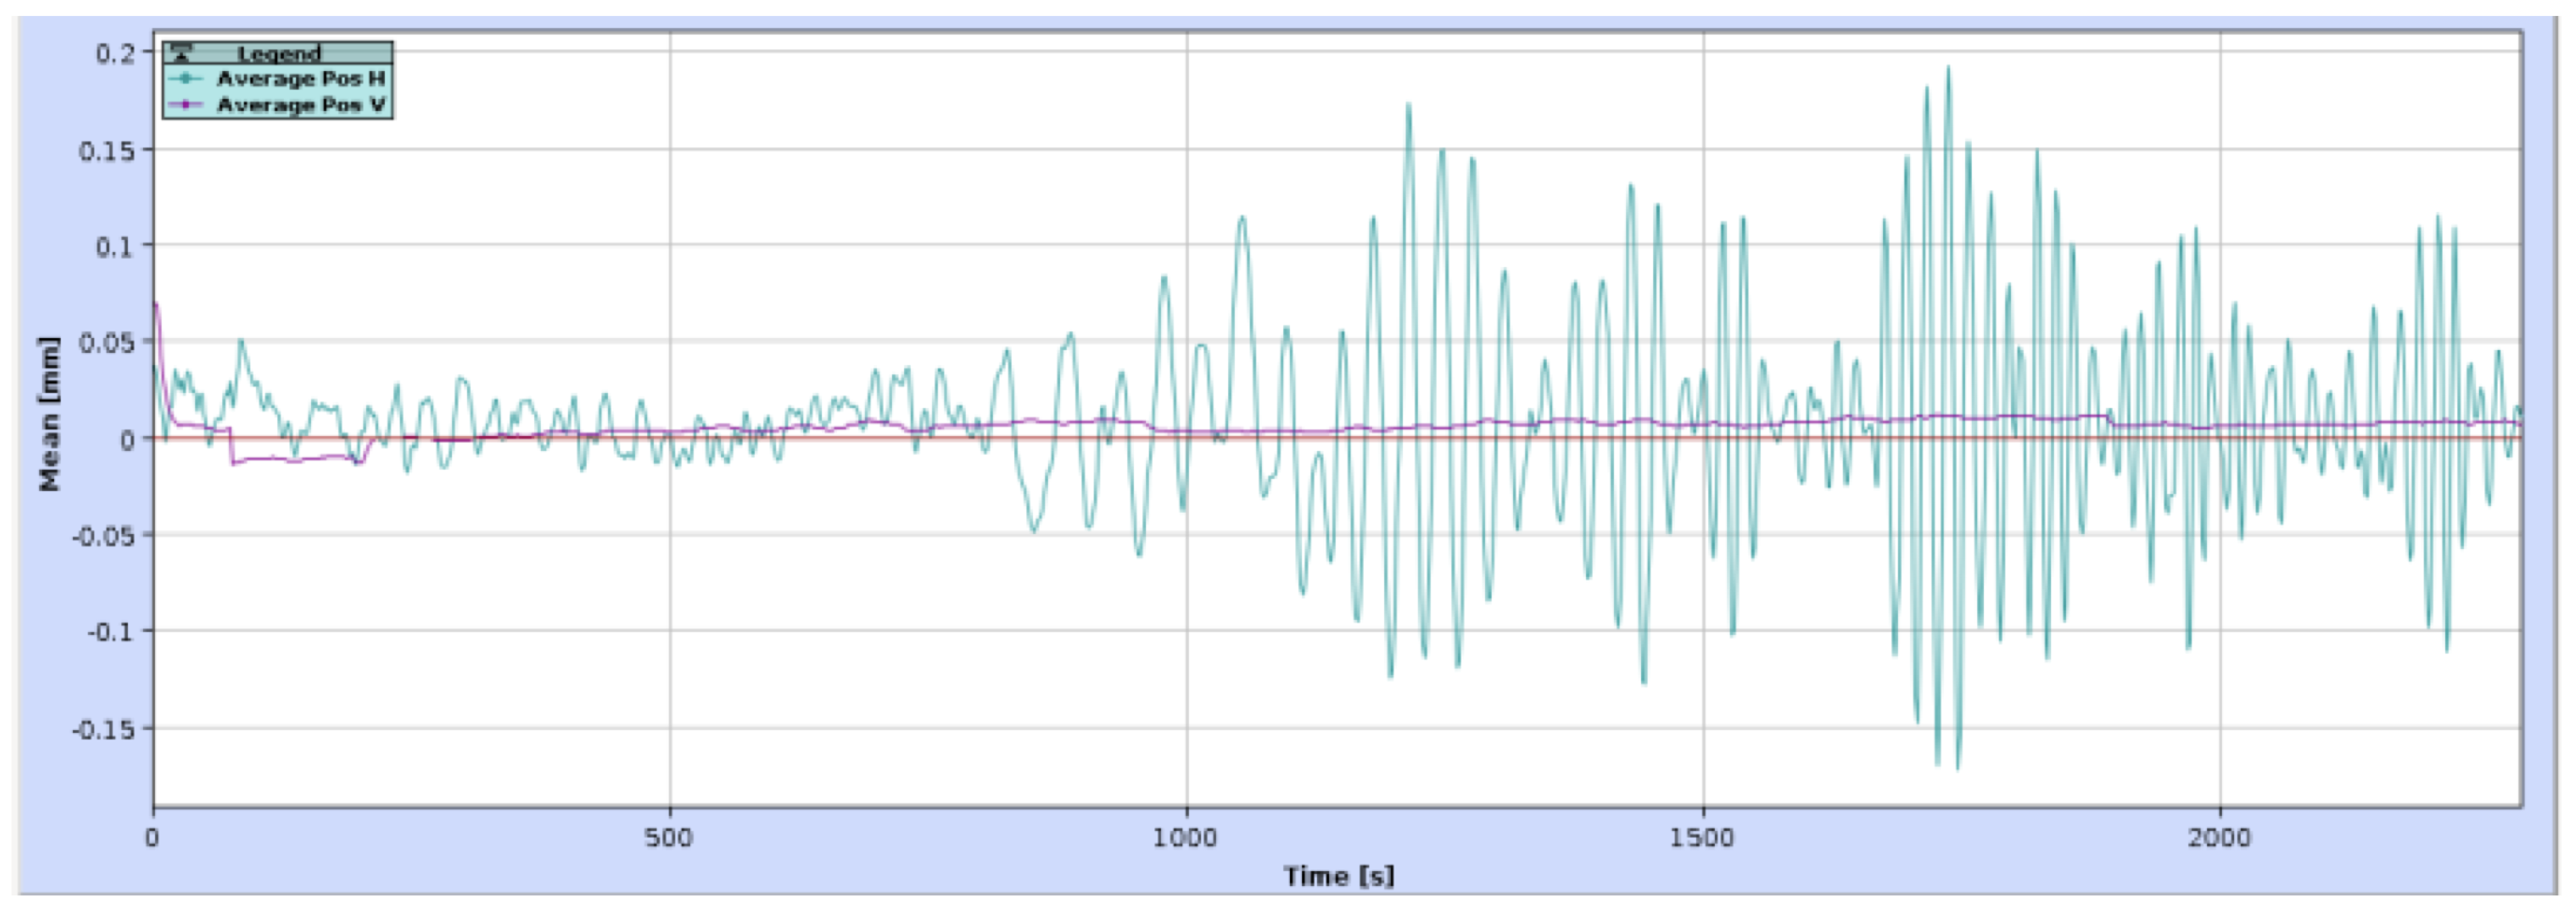 Legend
Average Pos H
Average Pos V
0.2
0.15
0.1
0.05
0
-0.05
-0.1
-0.15
Mean [mm]
0 500 1000 1500 2000
Time [s]